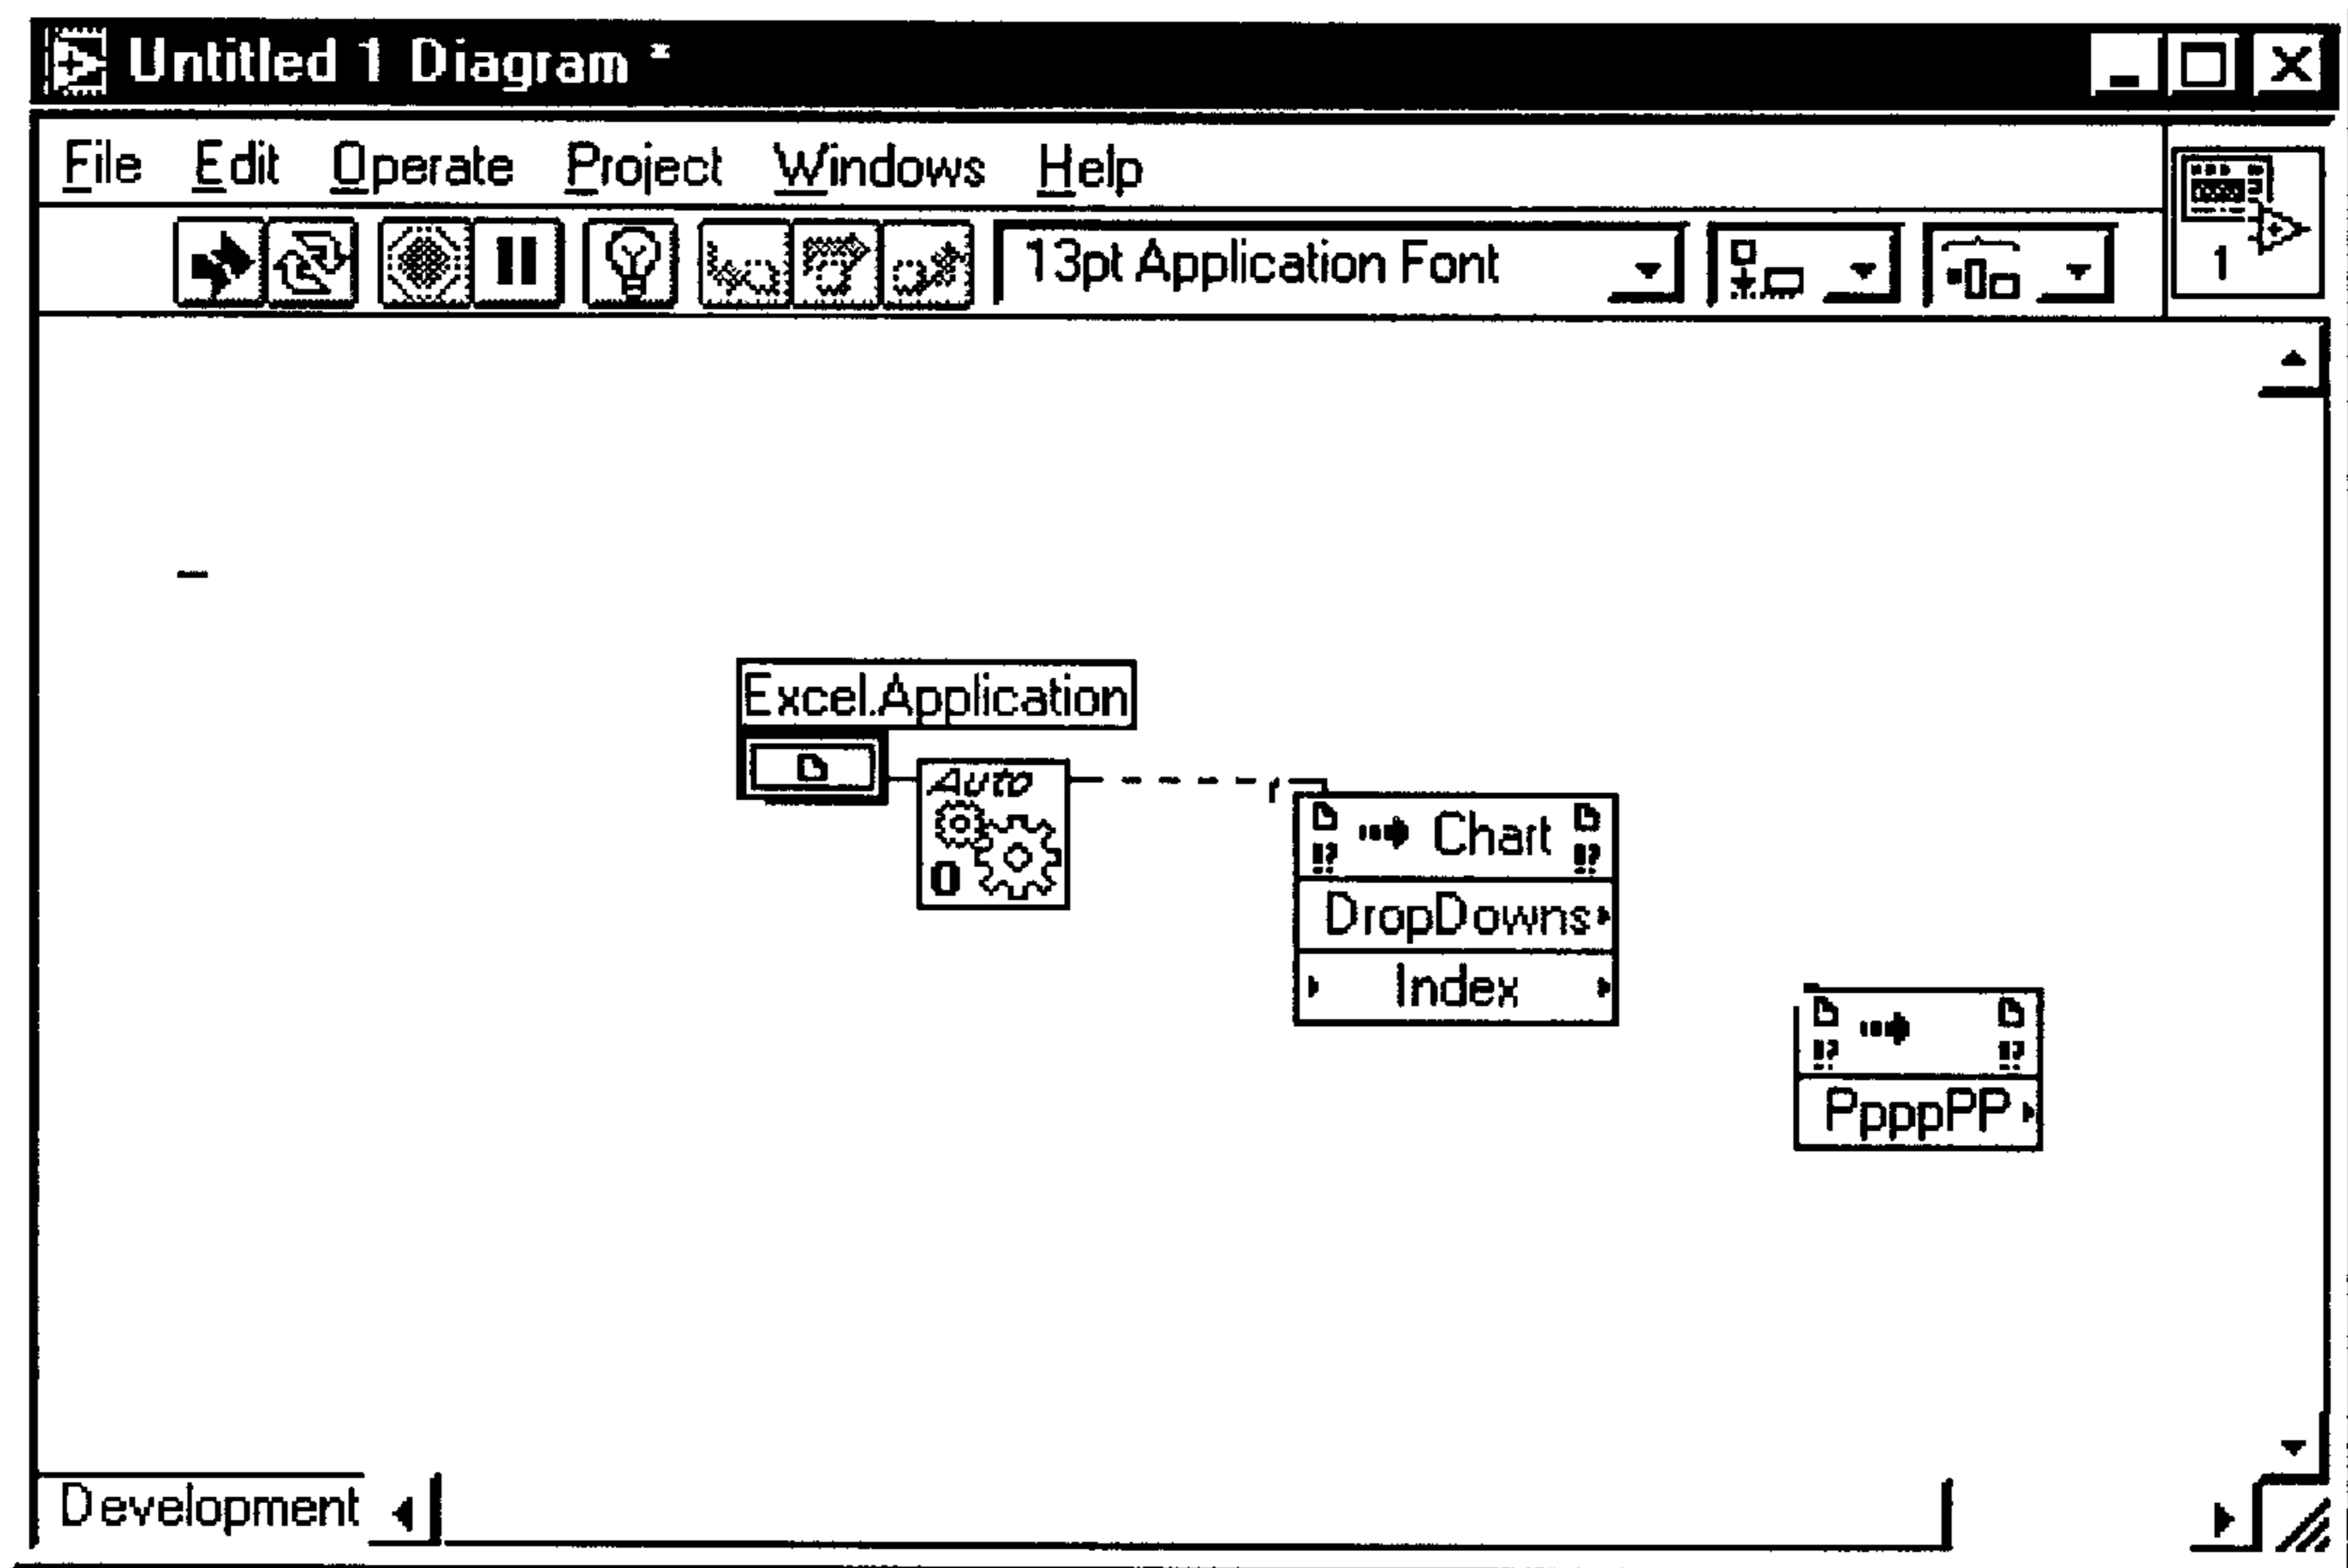 Untitled 1 Diagram *
File Edit Operate Project Windows Help
13pt Application Font
1
Excel.Application
Auto
0
Chart
DropDowns
Index
PpppPP
Development